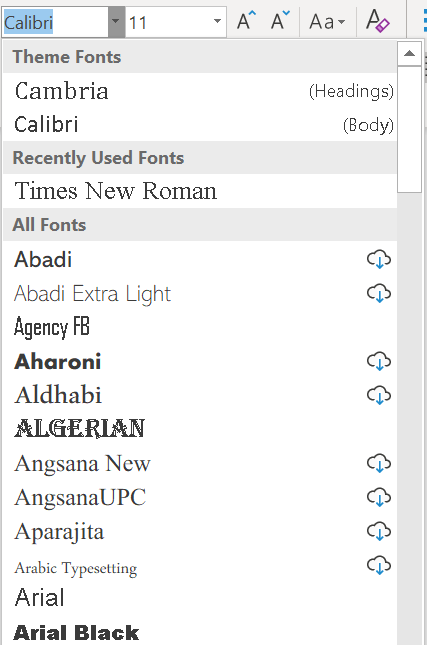 Calibri 11 A A Aa A
Theme Fonts
Cambria (Headings)
Calibri (Body)
Recently Used Fonts
Times New Roman
All Fonts
Abadi
Abadi Extra Light
Agency FB
Aharoni
Aldhabi
ALGERIAN
Angsana New
AngsanaUPC
Aparajita
Arabic Typesetting
Arial
Arial Black